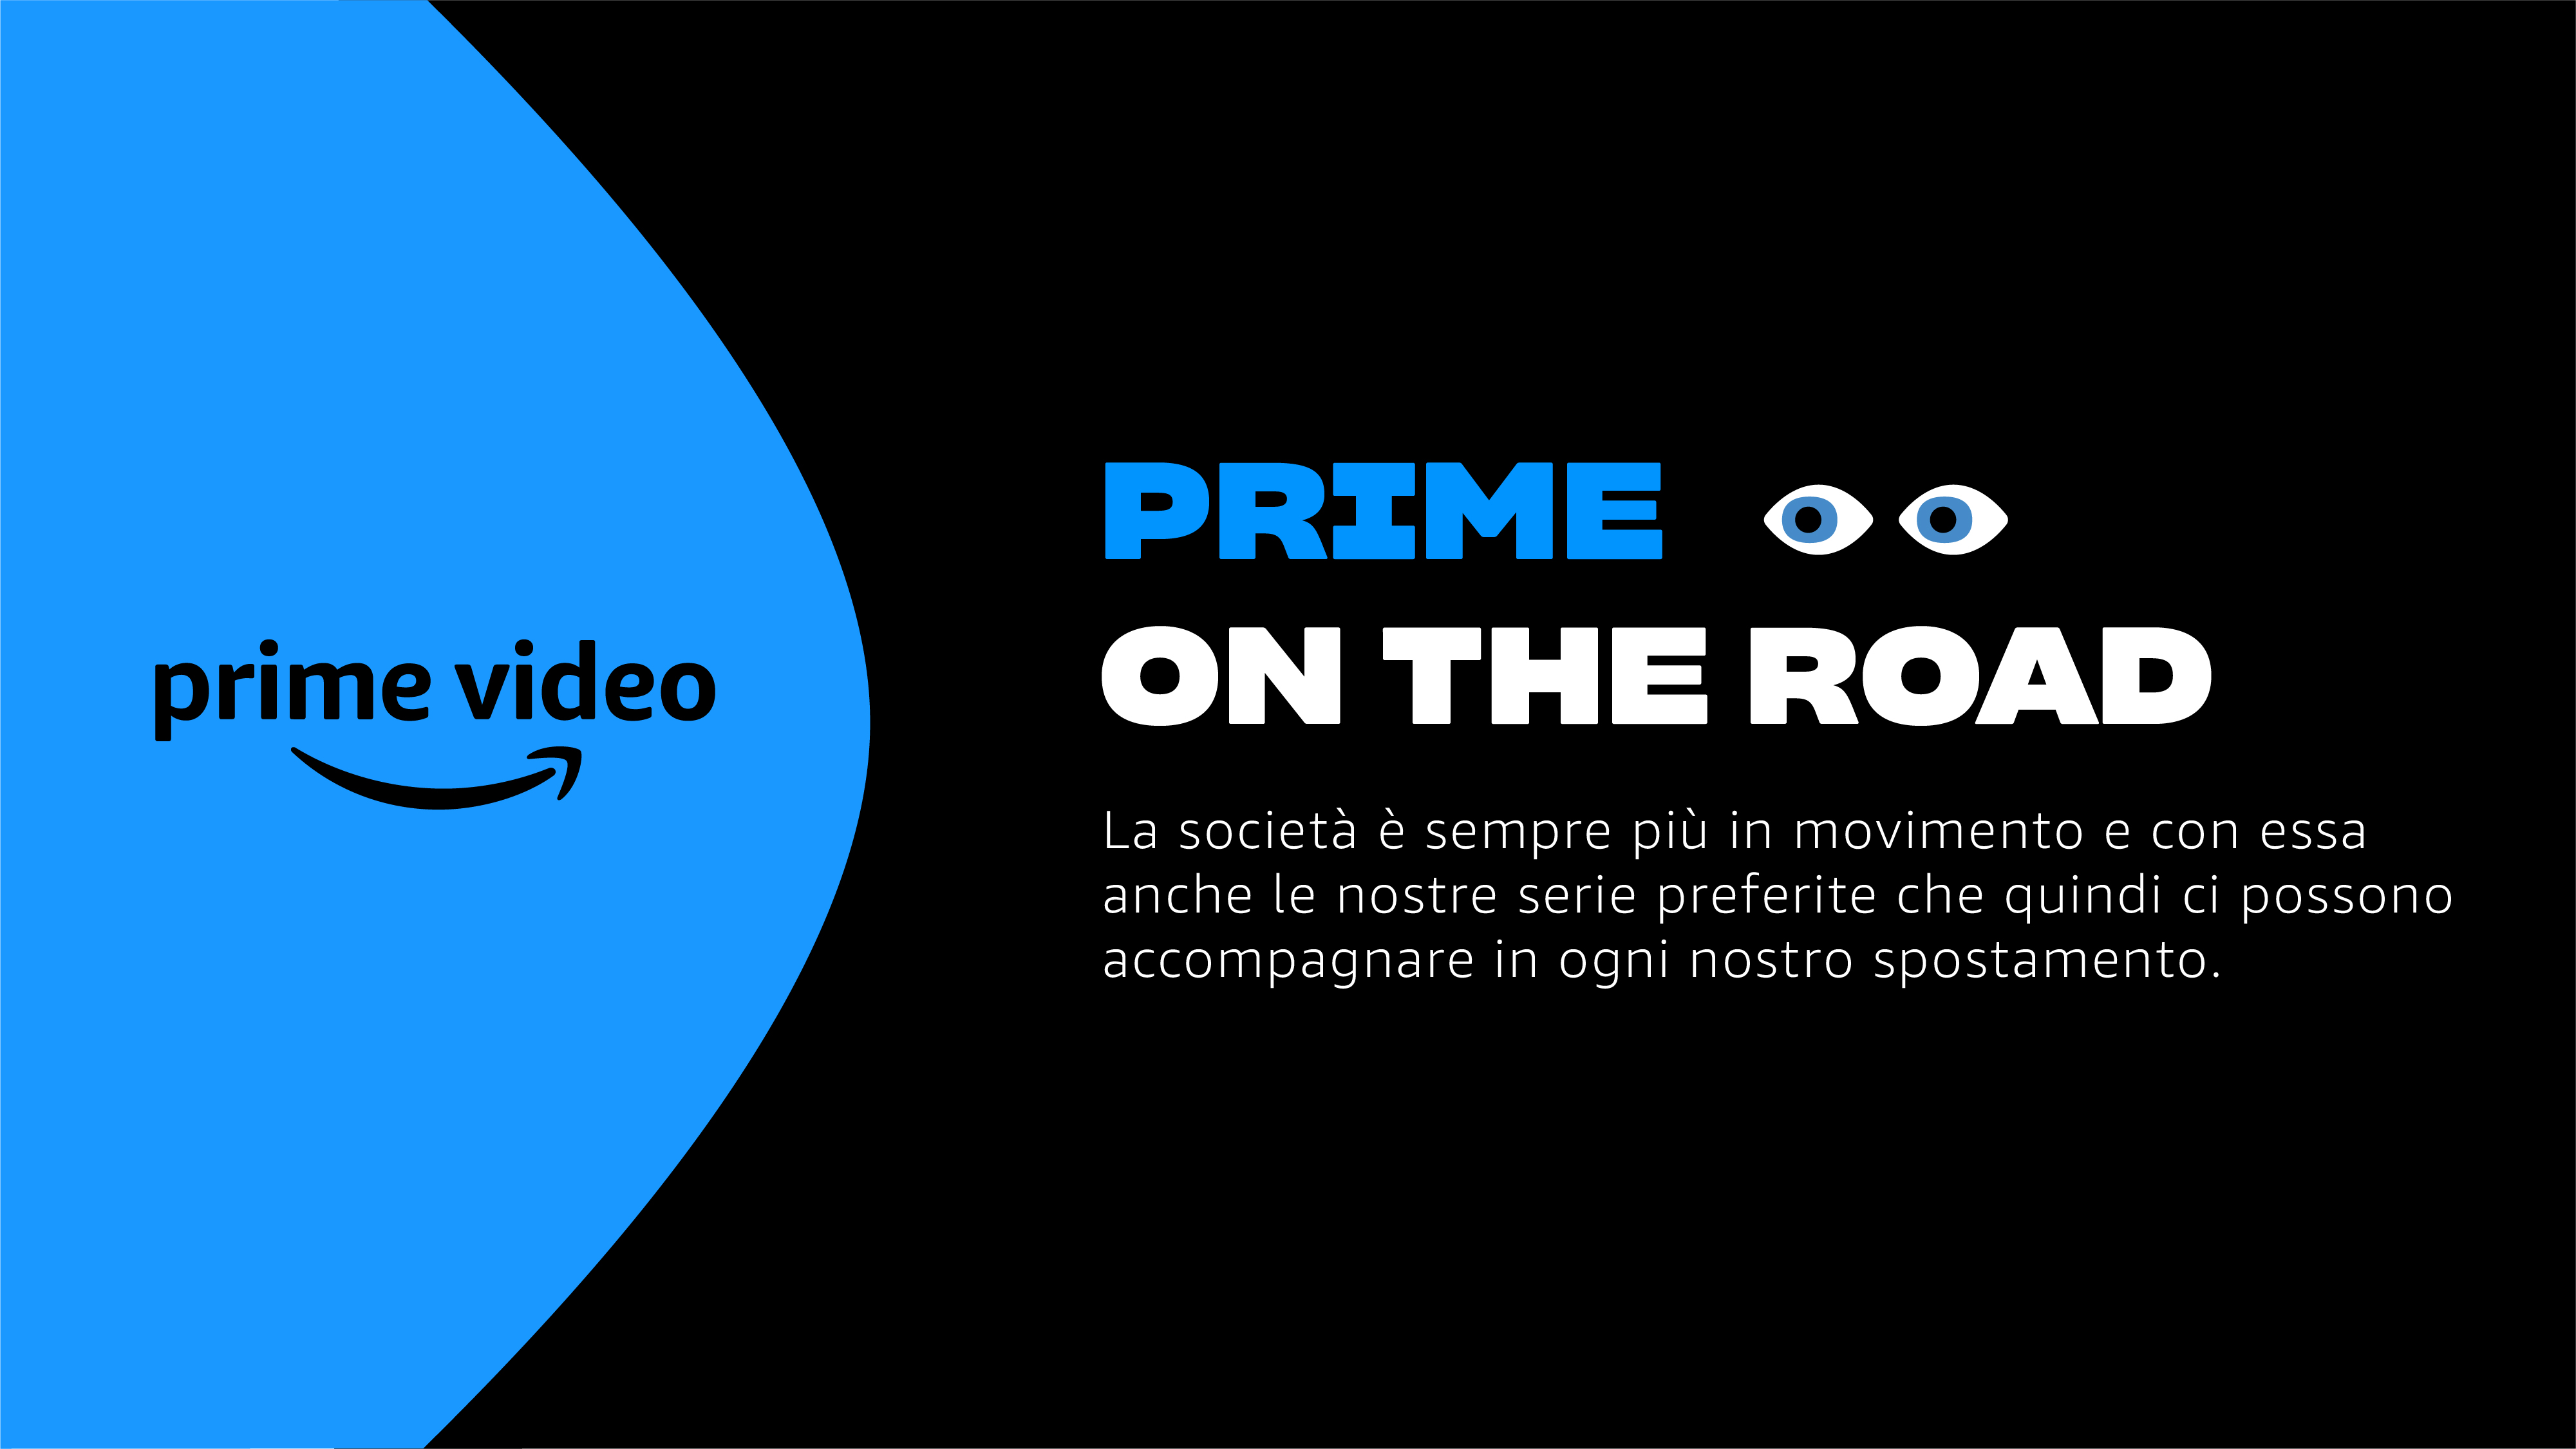 prime video
PRIME
ON THE ROAD
La società è sempre più in movimento e con essa
anche le nostre serie preferite che quindi ci possono
accompagnare in ogni nostro spostamento.